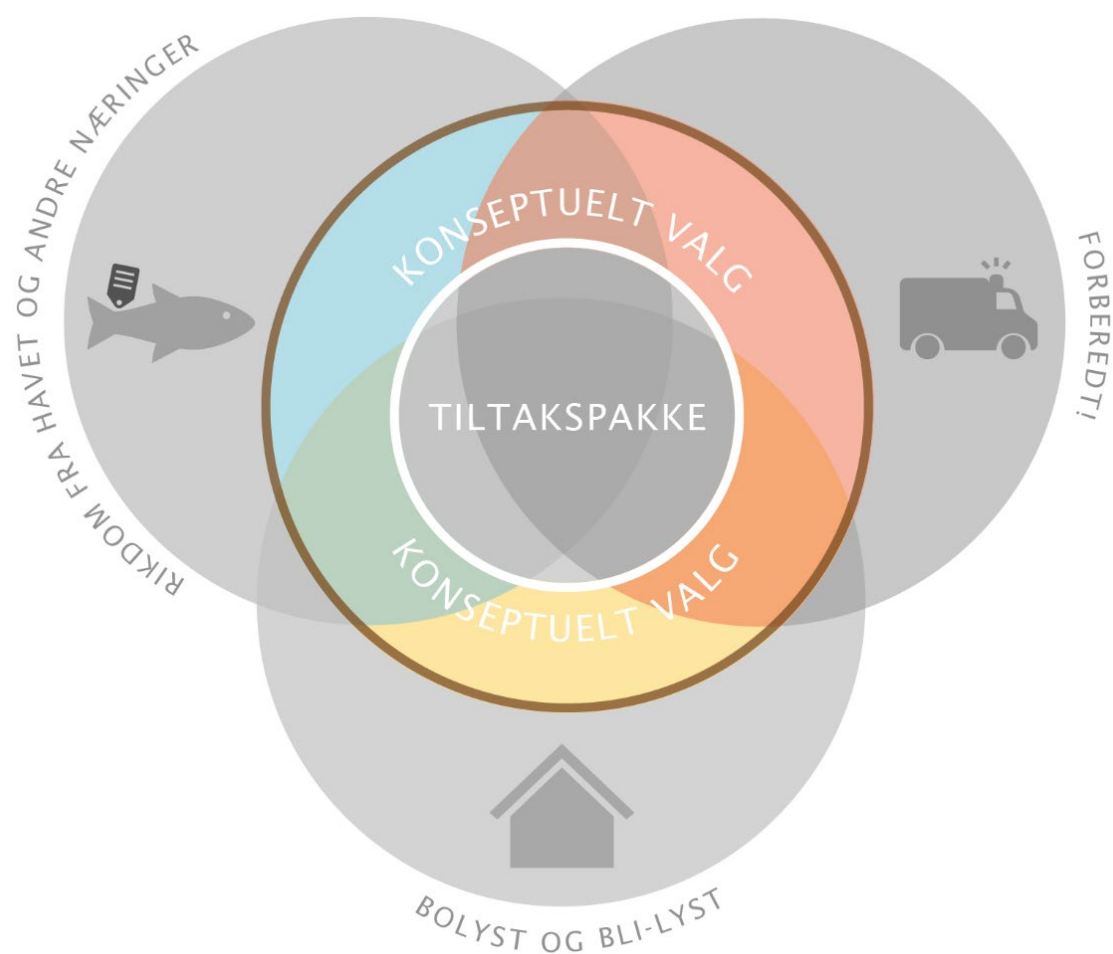 RIKDOM FRA HAVET OG ANDRE NÆRINGER
FORBEREDT!
KONSEPTUELT VALG
TILTAKSPAKKE
KONSEPTUELT VALG
BOLYST OG BLI-LYST